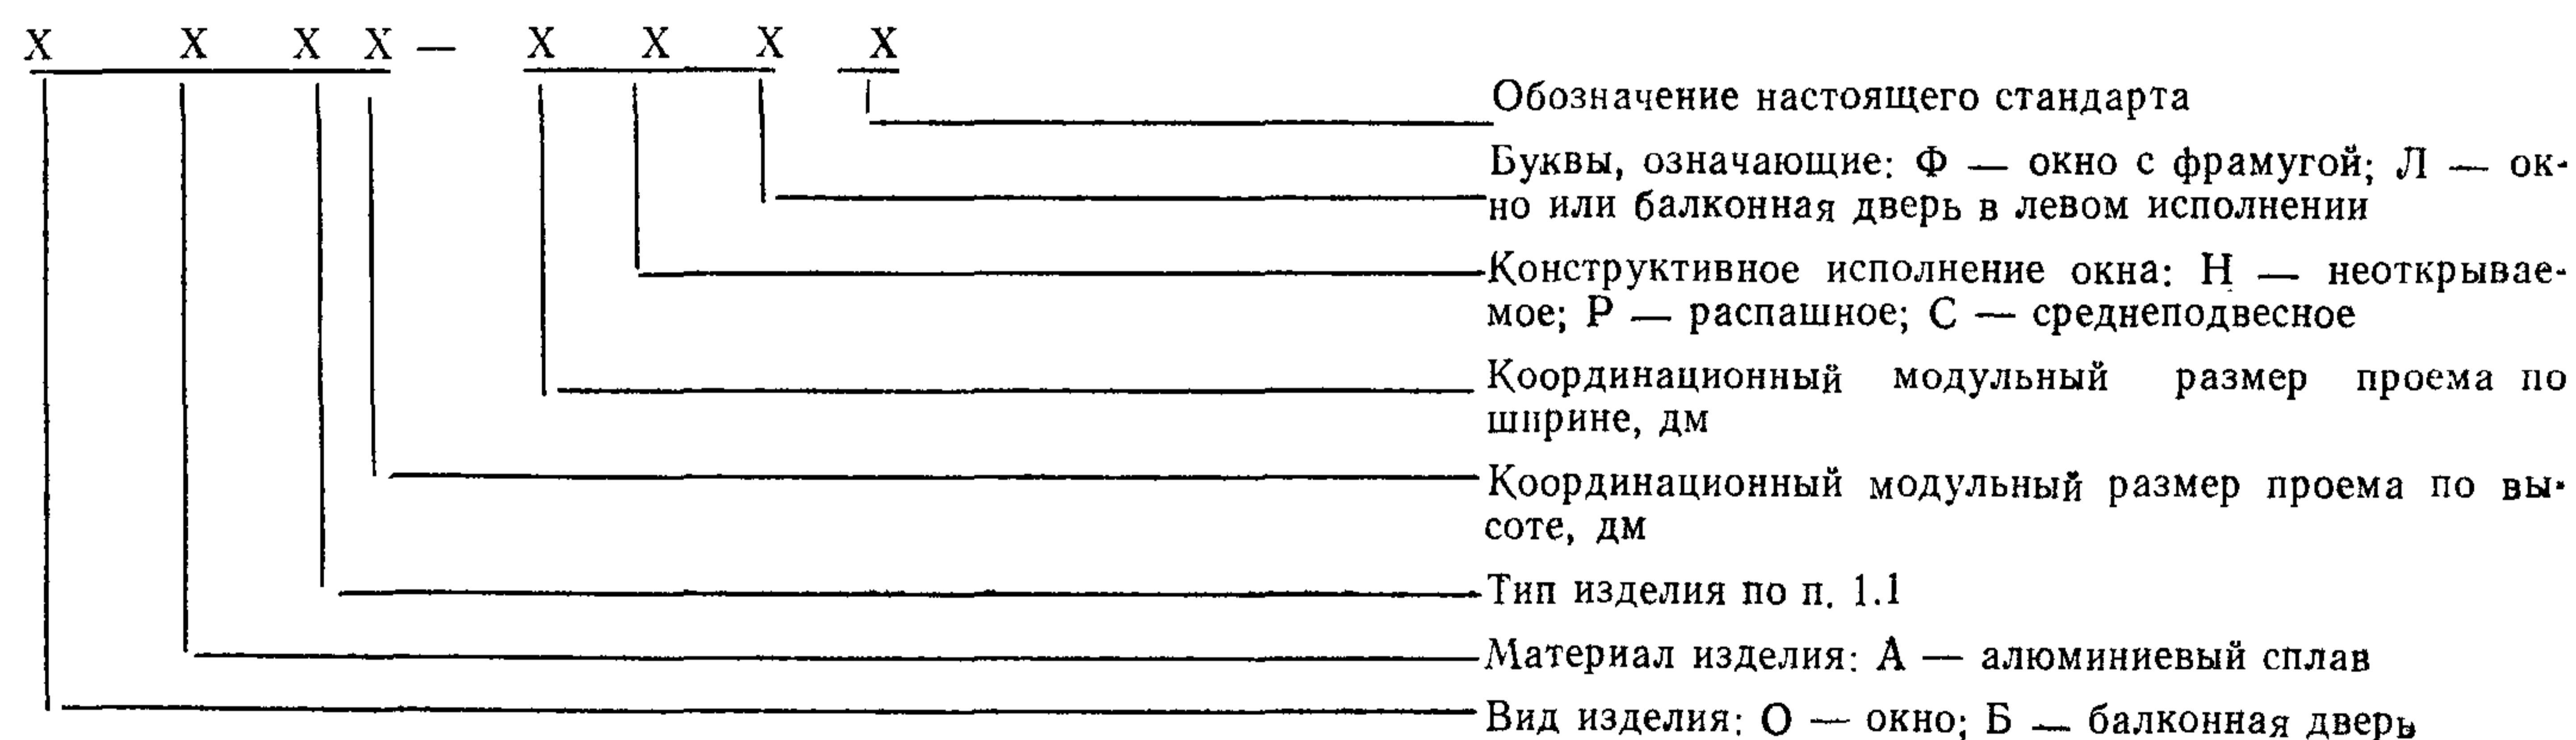 X X X X — X X X X
Обозначение настоящего стандарта
Буквы, означающие: Ф — окно с фрамугой; Л — ок-
но или балконная дверь в левом исполнении
Конструктивное исполнение окна: Н — неоткрывае-
мое; Р — распашное; С — среднеподвесное
Координационный модульный размер проема по
ширине, дм
Координационный модульный размер проема по вы-
соте, дм
Тип изделия по п. 1.1
Материал изделия: А — алюминиевый сплав
Вид изделия: О — окно; Б — балконная дверь